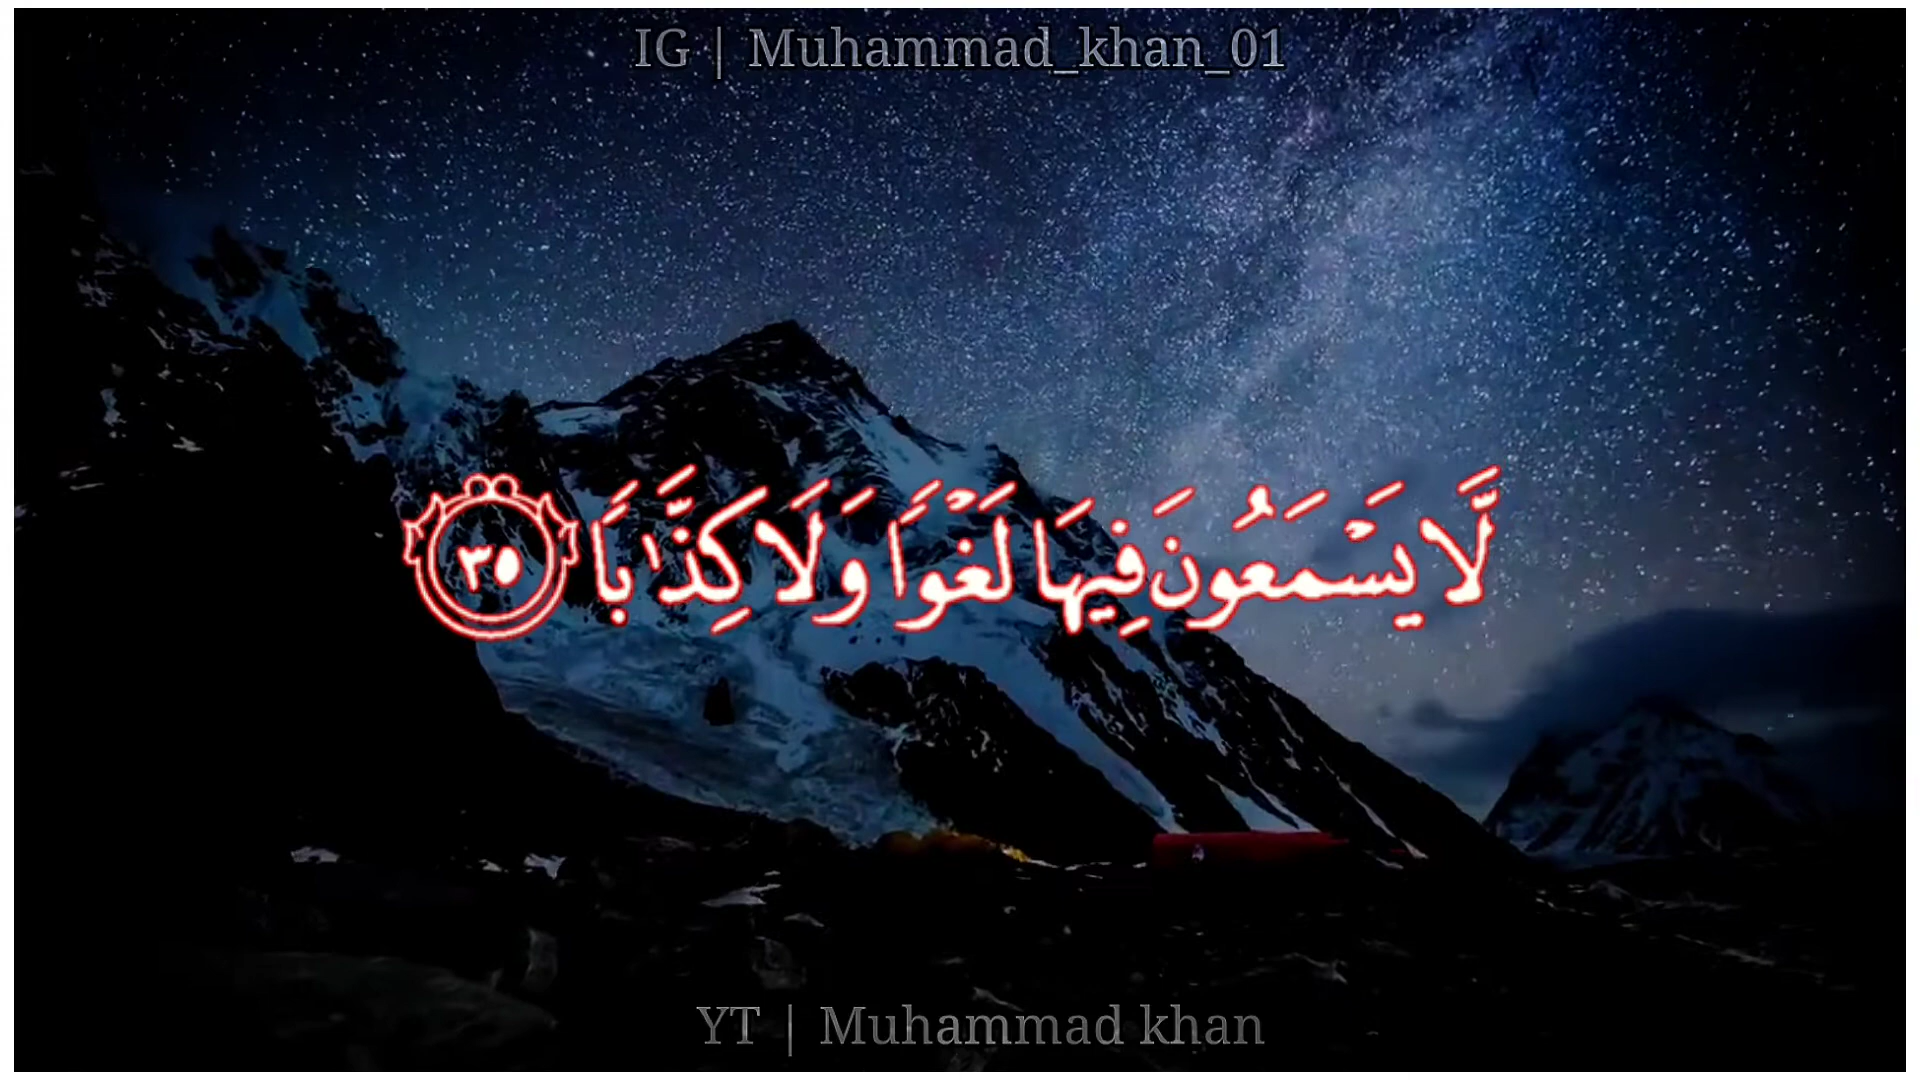 IG | Muhammad_khan_01
لَّا يَسۡمَعُونَ فِيهَا لَغۡوٗا وَلَا كِذَّٰبٗا ٣٥
YT | Muhammad khan